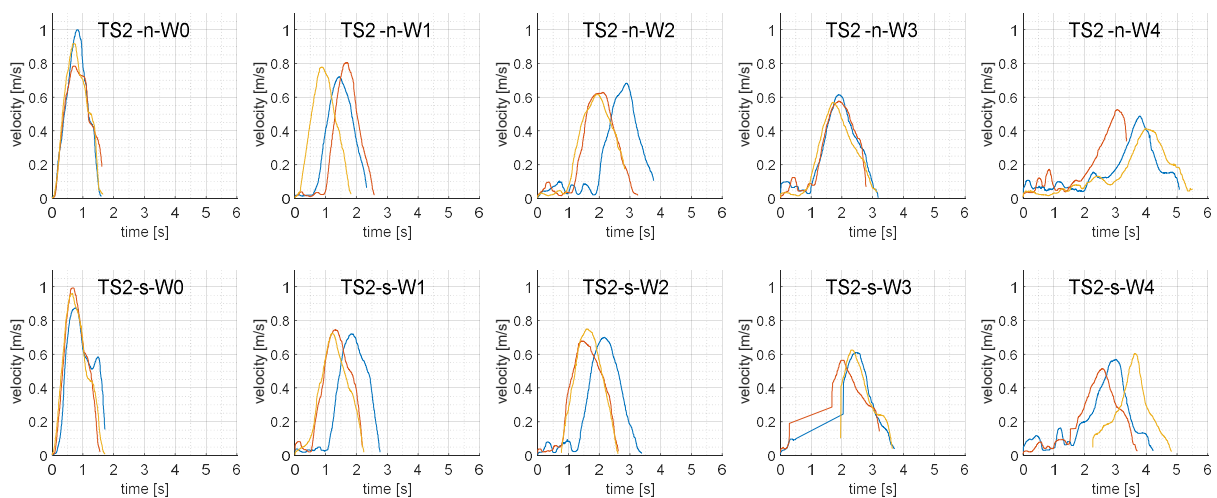 TS2 -n-W0
velocity [m/s]
1
0.8
0.6
0.4
0.2
0
0 1 2 3 4 5 6
time [s]
TS2 -n-W1
velocity [m/s]
1
0.8
0.6
0.4
0.2
0
0 1 2 3 4 5 6
time [s]
TS2 -n-W2
velocity [m/s]
1
0.8
0.6
0.4
0.2
0
0 1 2 3 4 5 6
time [s]
TS2 -n-W3
velocity [m/s]
1
0.8
0.6
0.4
0.2
0
0 1 2 3 4 5 6
time [s]
TS2 -n-W4
velocity [m/s]
1
0.8
0.6
0.4
0.2
0
0 1 2 3 4 5 6
time [s]
TS2-s-W0
velocity [m/s]
1
0.8
0.6
0.4
0.2
0
0 1 2 3 4 5 6
time [s]
TS2-s-W1
velocity [m/s]
1
0.8
0.6
0.4
0.2
0
0 1 2 3 4 5 6
time [s]
TS2-s-W2
velocity [m/s]
1
0.8
0.6
0.4
0.2
0
0 1 2 3 4 5 6
time [s]
TS2-s-W3
velocity [m/s]
1
0.8
0.6
0.4
0.2
0
0 1 2 3 4 5 6
time [s]
TS2-s-W4
velocity [m/s]
1
0.8
0.6
0.4
0.2
0
0 1 2 3 4 5 6
time [s]